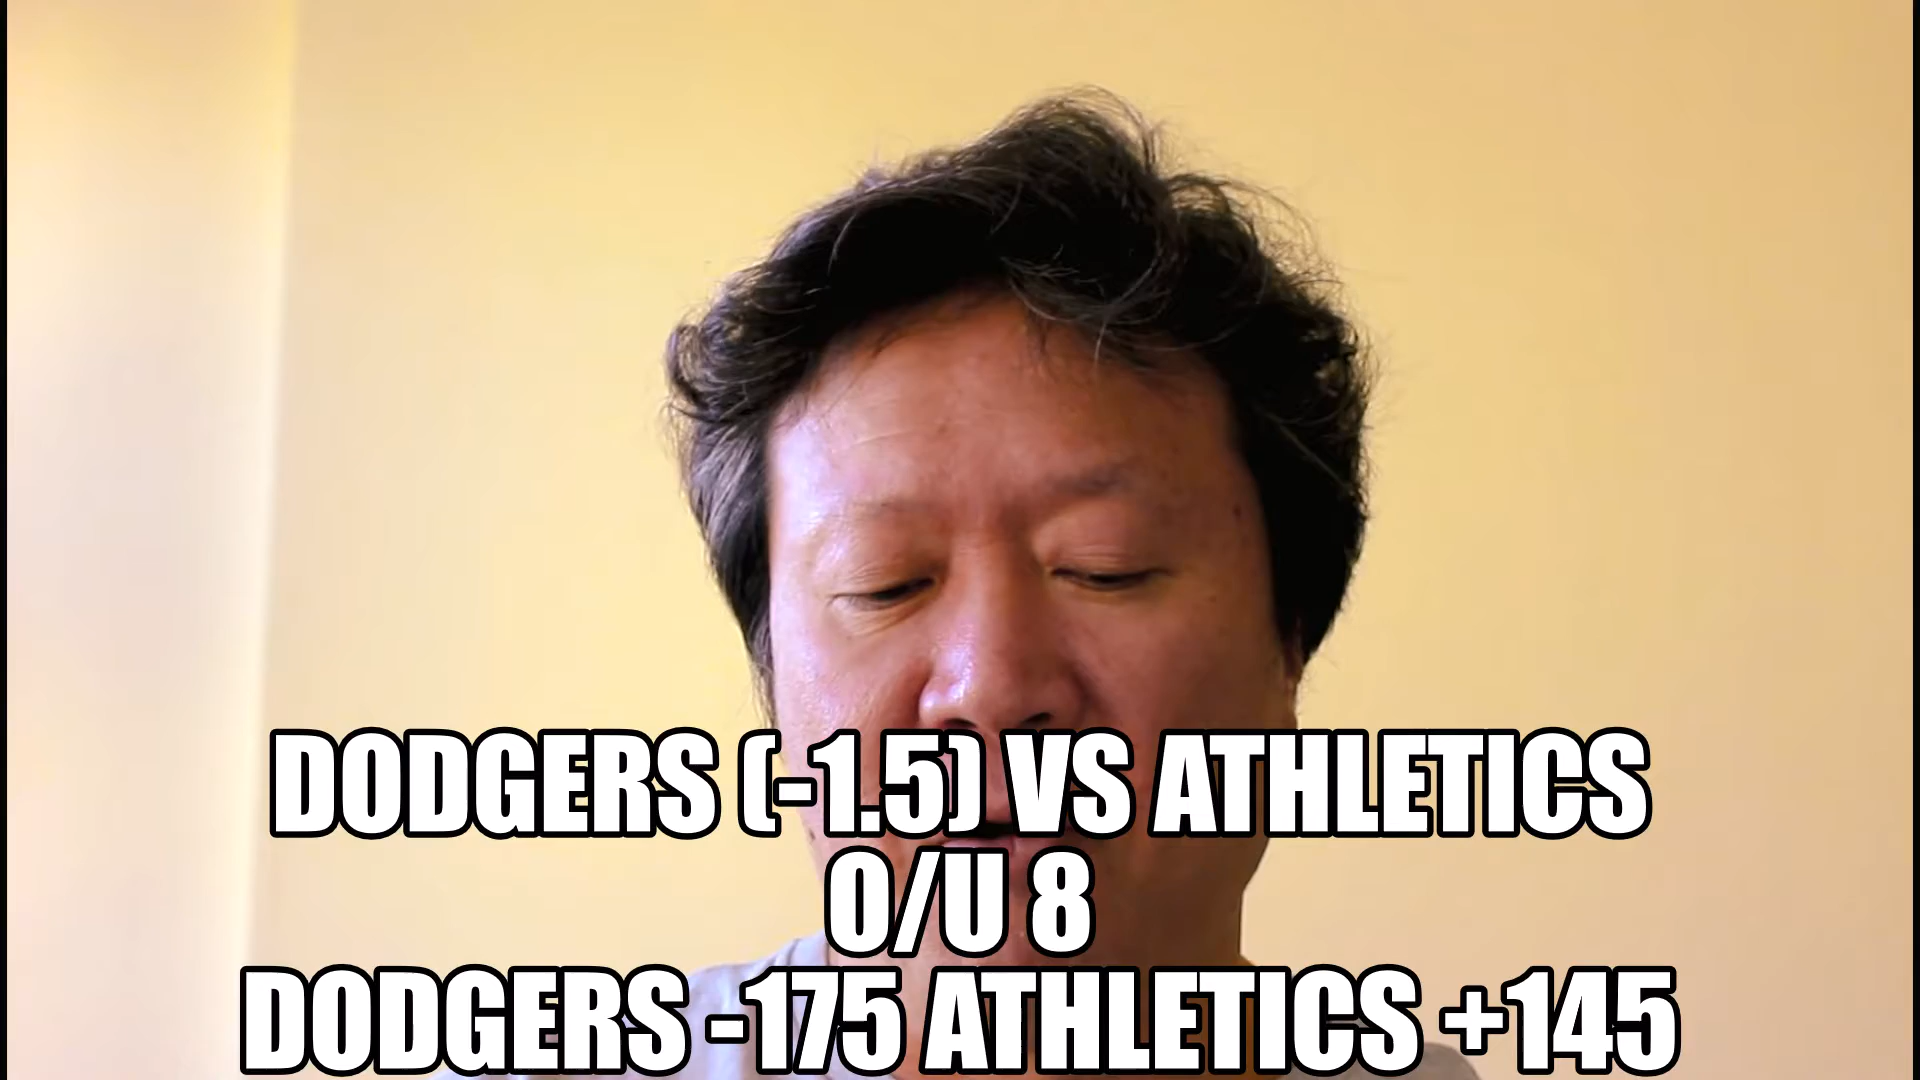 DODGERS (-1.5) VS ATHLETICS
O/U 8
DODGERS -175 ATHLETICS +145